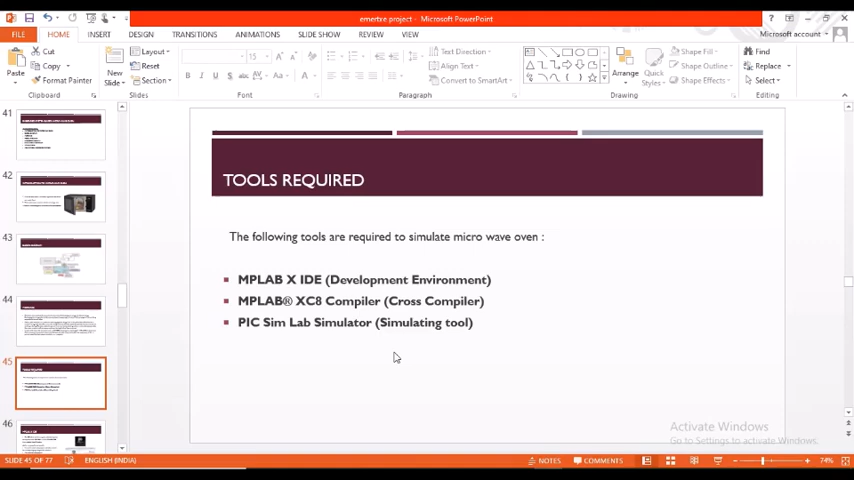 emertxe project - Microsoft PowerPoint
FILE
HOME
INSERT
DESIGN
TRANSITIONS
ANIMATIONS
SLIDE SHOW
REVIEW
VIEW
Microsoft account
Paste
Cut
Copy
Format Painter
Clipboard
New
Slide
Layout
Reset
Section
Slides
15
Font
Text Direction
Align Text
Convert to SmartArt
Paragraph
Arrange
Quick
Styles
Shape Fill
Shape Outline
Shape Effects
Drawing
Find
Replace
Select
Editing
41
42
43
44
45
46
TOOLS REQUIRED
The following tools are required to simulate micro wave oven :
MPLAB X IDE (Development Environment)
MPLAB® XC8 Compiler (Cross Compiler)
PIC Sim Lab Simulator (Simulating tool)
Activate Windows
Go to Settings to activate Windows.
SLIDE 45 OF 77
ENGLISH (INDIA)
NOTES
COMMENTS
74%